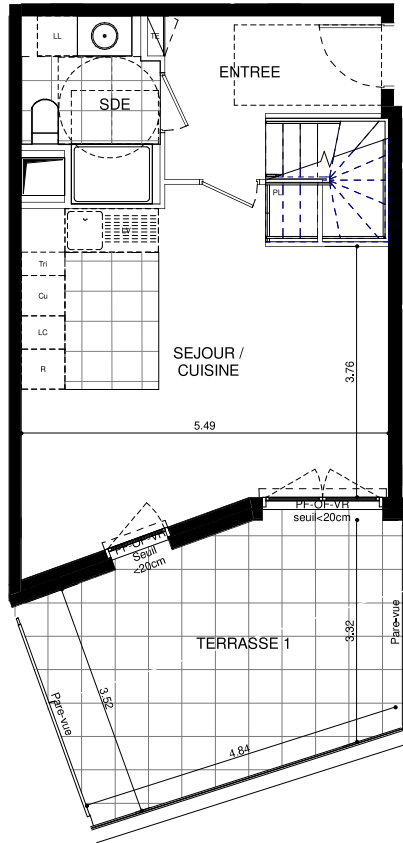 LL
TE
ENTREE
SDE
PL
LV
Tri
Cu
LC
R
SEJOUR /
CUISINE
3.76
5.49
PF-OF-VR
seuil<20cm
PF-OF-VR
Seuil
<20cm
TERRASSE 1
3.32
Pare-vue
Pare-vue
3.52
4.84